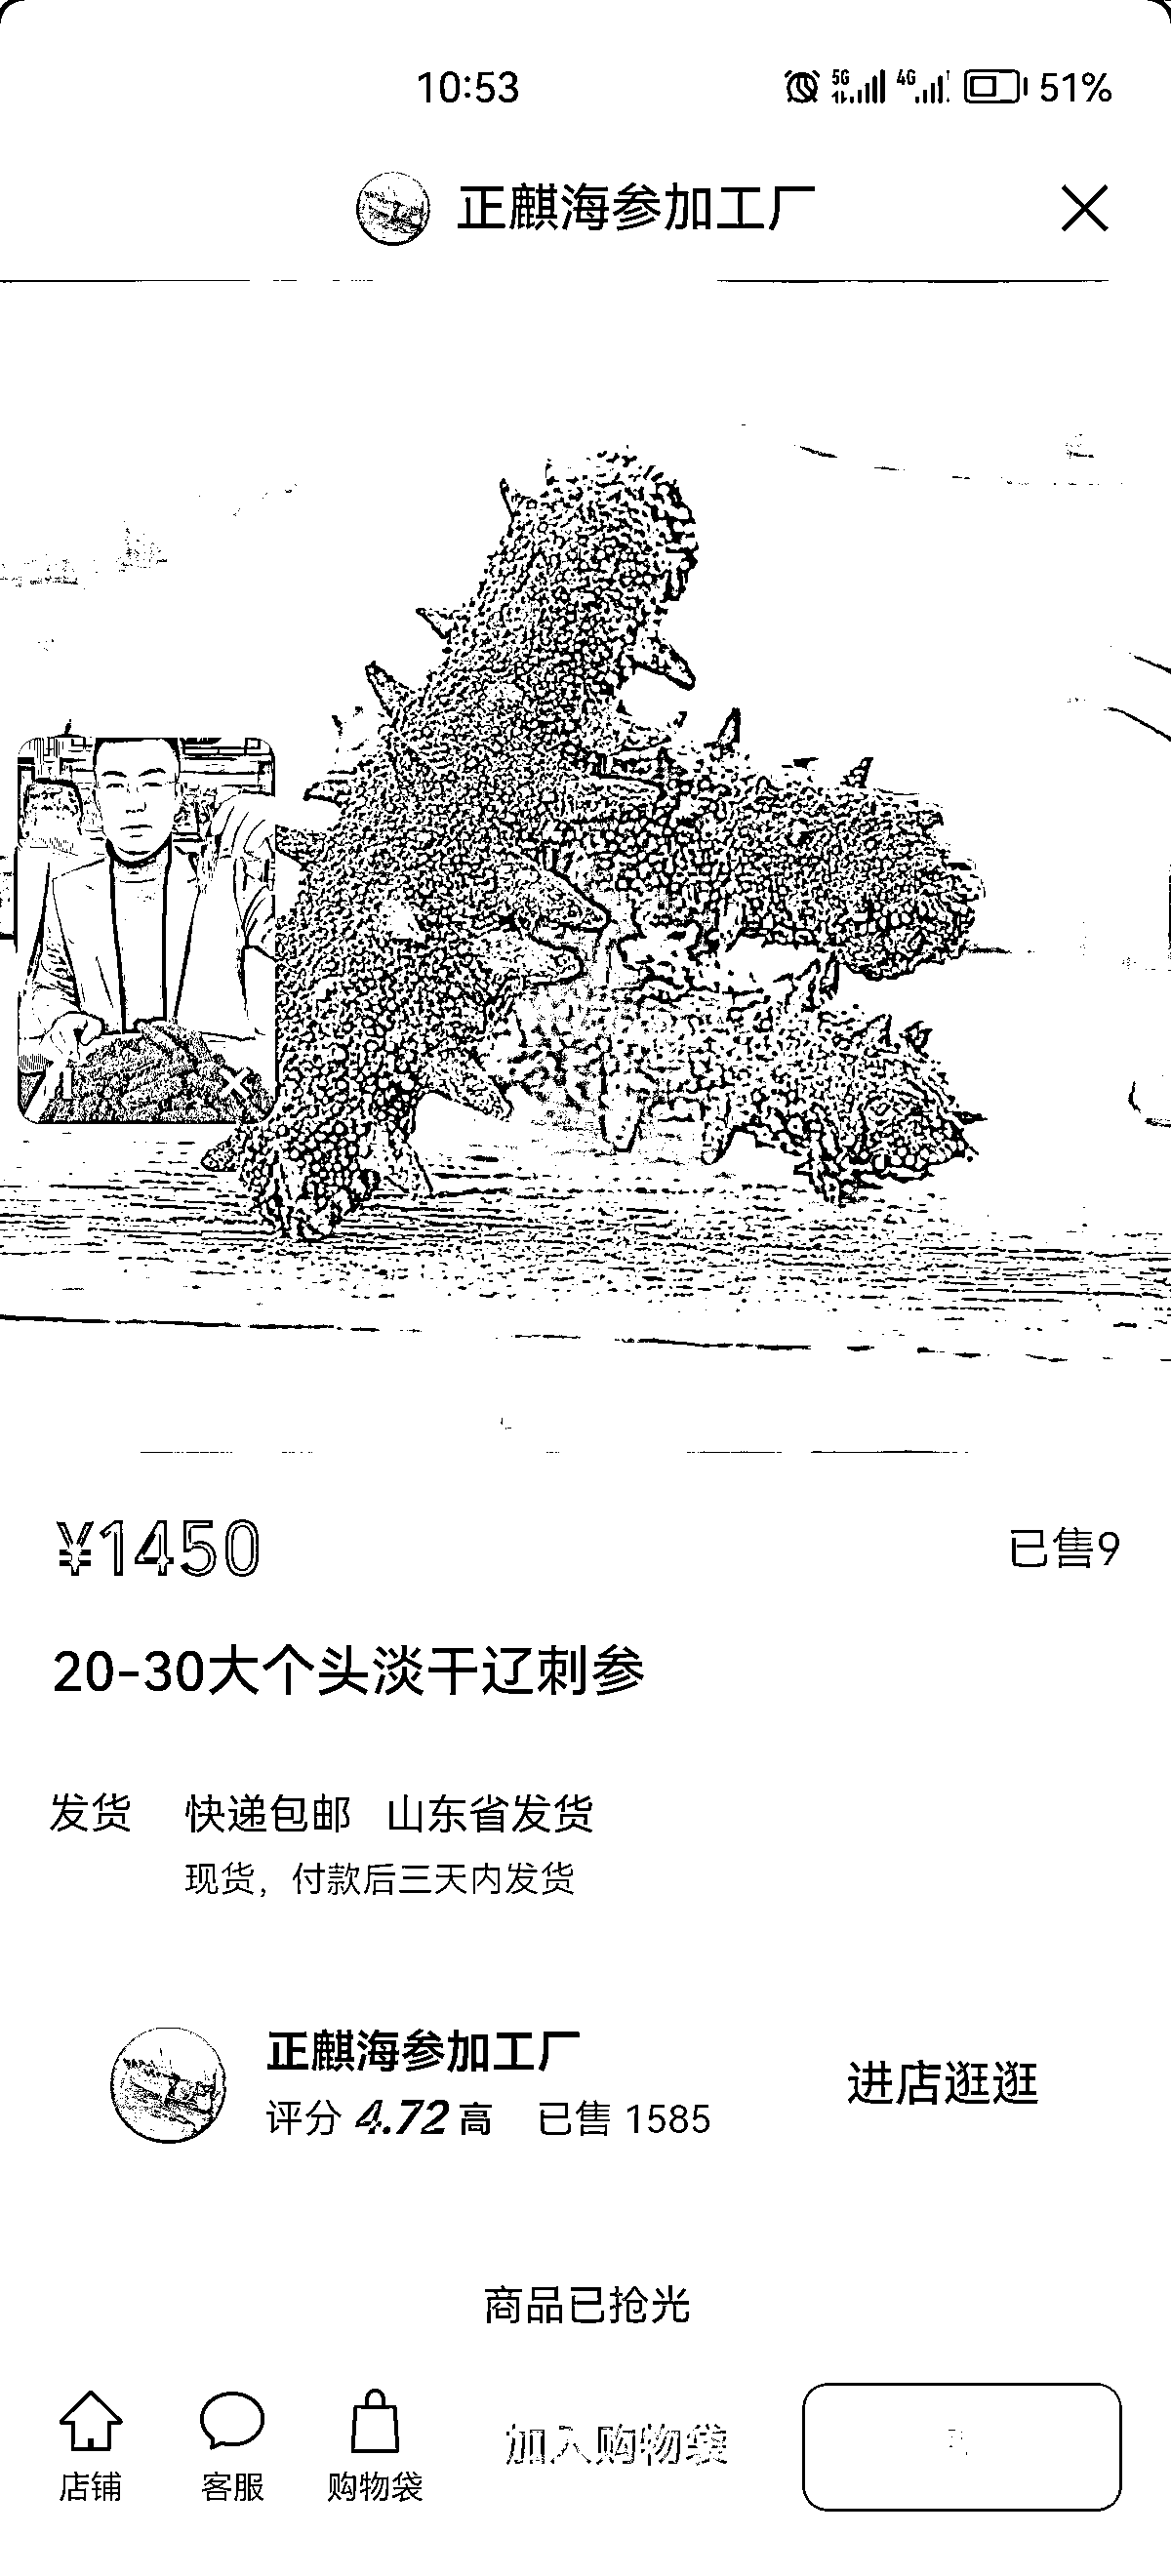 10:53 5G 4G 51%
正麒海参加工厂
¥1450 已售9
20-30大个头淡干辽刺参
发货 快递包邮 山东省发货
现货，付款后三天内发货
正麒海参加工厂
评分 4.72 高 已售 1585
进店逛逛
商品已抢光
店铺 客服 购物袋 加入购物袋